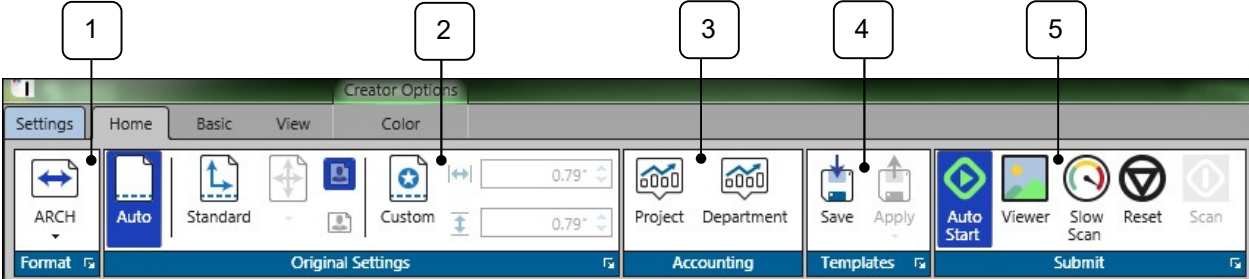 1 2 3 4 5
Creator Options
Settings Home Basic View Color
0.79"
ARCH Auto Standard Custom Project Department Save Apply Auto Start Viewer Slow Scan Reset Scan
0.79"
Format Original Settings Accounting Templates Submit